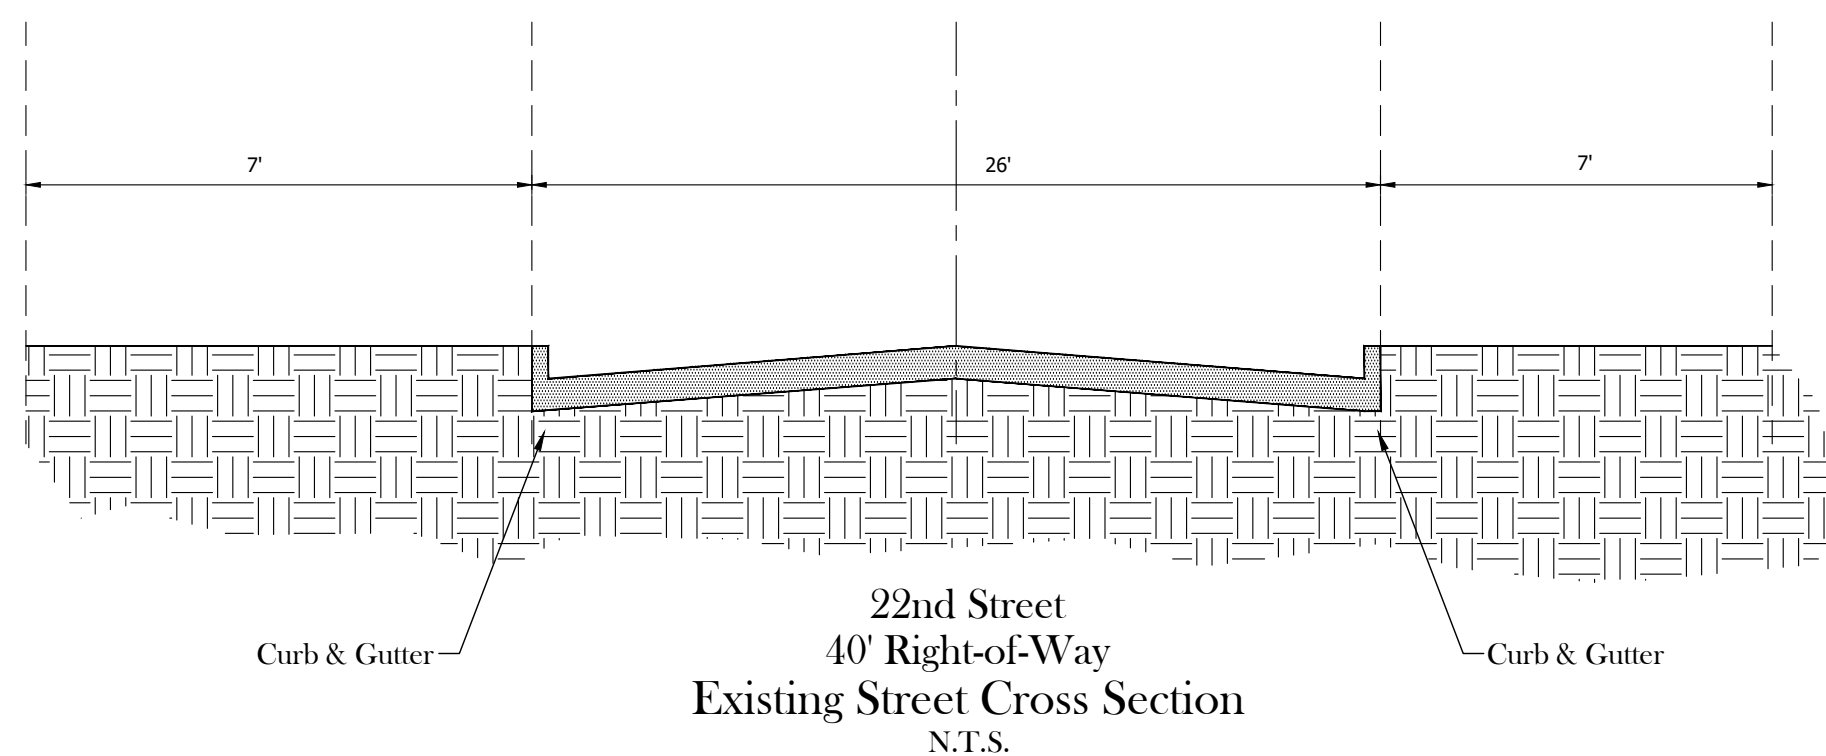 7'
26'
7'
22nd Street
40' Right-of-Way
Curb & Gutter
Curb & Gutter
Existing Street Cross Section
N.T.S.